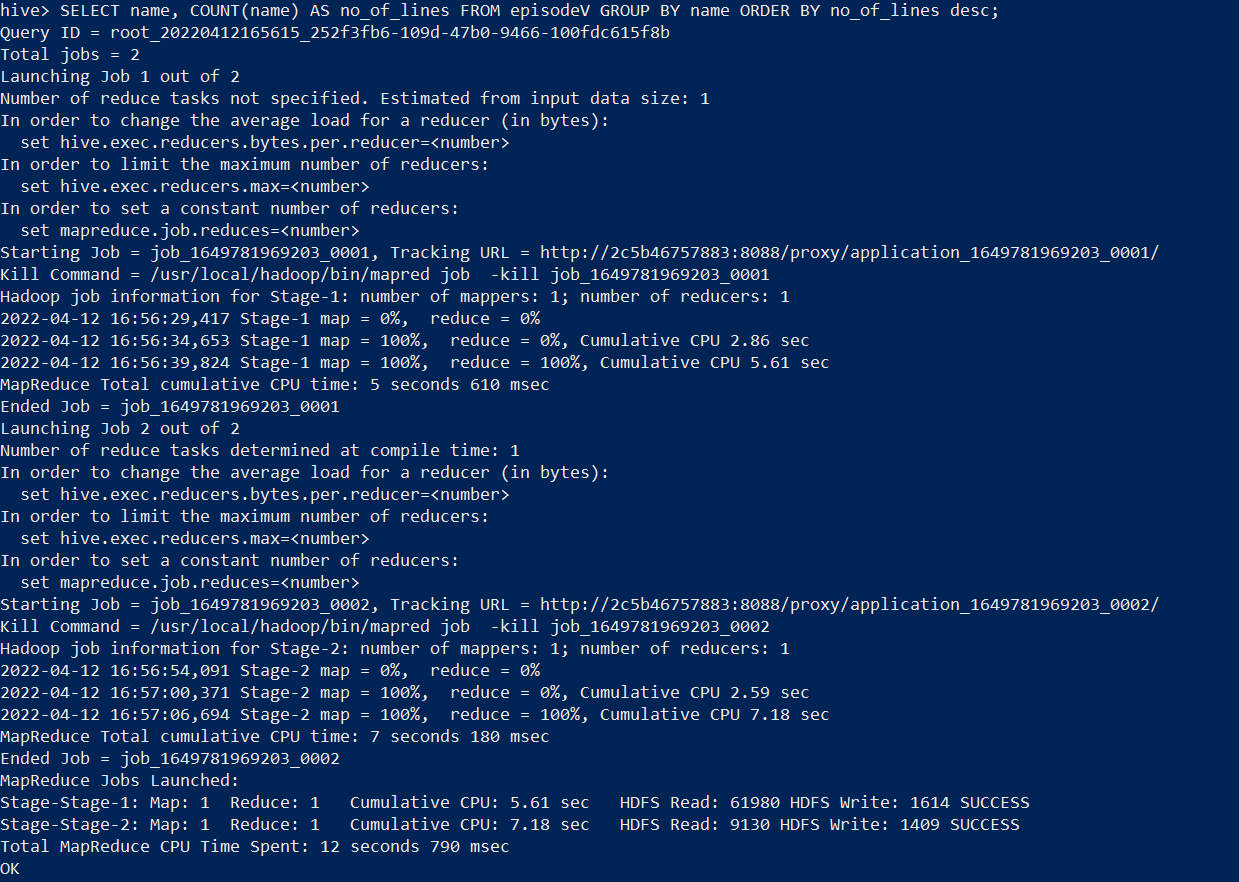 hive> SELECT name, COUNT(name) AS no_of_lines FROM episodeV GROUP BY name ORDER BY no_of_lines desc;
Query ID = root_20220412165615_252f3fb6-109d-47b0-9466-100fdc615f8b
Total jobs = 2
Launching Job 1 out of 2
Number of reduce tasks not specified. Estimated from input data size: 1
In order to change the average load for a reducer (in bytes):
  set hive.exec.reducers.bytes.per.reducer=<number>
In order to limit the maximum number of reducers:
  set hive.exec.reducers.max=<number>
In order to set a constant number of reducers:
  set mapreduce.job.reduces=<number>
Starting Job = job_1649781969203_0001, Tracking URL = http://2c5b46757883:8088/proxy/application_1649781969203_0001/
Kill Command = /usr/local/hadoop/bin/mapred job  -kill job_1649781969203_0001
Hadoop job information for Stage-1: number of mappers: 1; number of reducers: 1
2022-04-12 16:56:29,417 Stage-1 map = 0%,  reduce = 0%
2022-04-12 16:56:34,653 Stage-1 map = 100%,  reduce = 0%, Cumulative CPU 2.86 sec
2022-04-12 16:56:39,824 Stage-1 map = 100%,  reduce = 100%, Cumulative CPU 5.61 sec
MapReduce Total cumulative CPU time: 5 seconds 610 msec
Ended Job = job_1649781969203_0001
Launching Job 2 out of 2
Number of reduce tasks determined at compile time: 1
In order to change the average load for a reducer (in bytes):
  set hive.exec.reducers.bytes.per.reducer=<number>
In order to limit the maximum number of reducers:
  set hive.exec.reducers.max=<number>
In order to set a constant number of reducers:
  set mapreduce.job.reduces=<number>
Starting Job = job_1649781969203_0002, Tracking URL = http://2c5b46757883:8088/proxy/application_1649781969203_0002/
Kill Command = /usr/local/hadoop/bin/mapred job  -kill job_1649781969203_0002
Hadoop job information for Stage-2: number of mappers: 1; number of reducers: 1
2022-04-12 16:56:54,091 Stage-2 map = 0%,  reduce = 0%
2022-04-12 16:57:00,371 Stage-2 map = 100%,  reduce = 0%, Cumulative CPU 2.59 sec
2022-04-12 16:57:06,694 Stage-2 map = 100%,  reduce = 100%, Cumulative CPU 7.18 sec
MapReduce Total cumulative CPU time: 7 seconds 180 msec
Ended Job = job_1649781969203_0002
MapReduce Jobs Launched:
Stage-Stage-1: Map: 1  Reduce: 1   Cumulative CPU: 5.61 sec   HDFS Read: 61980 HDFS Write: 1614 SUCCESS
Stage-Stage-2: Map: 1  Reduce: 1   Cumulative CPU: 7.18 sec   HDFS Read: 9130 HDFS Write: 1409 SUCCESS
Total MapReduce CPU Time Spent: 12 seconds 790 msec
OK